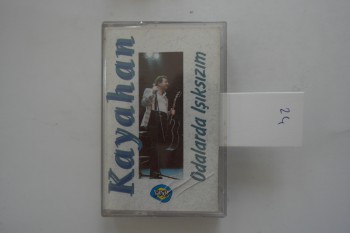 Kayahan
Odalarda Işıksızım
24